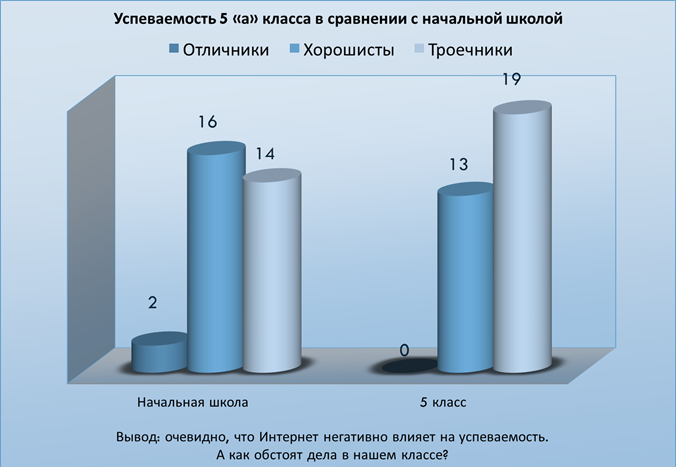 Успеваемость 5 «а» класса в сравнении с начальной школой
Отличники Хорошисты Троечники
19
16
14
13
2
0
Начальная школа 5 класс
Вывод: очевидно, что Интернет негативно влияет на успеваемость.
А как обстоят дела в нашем классе?